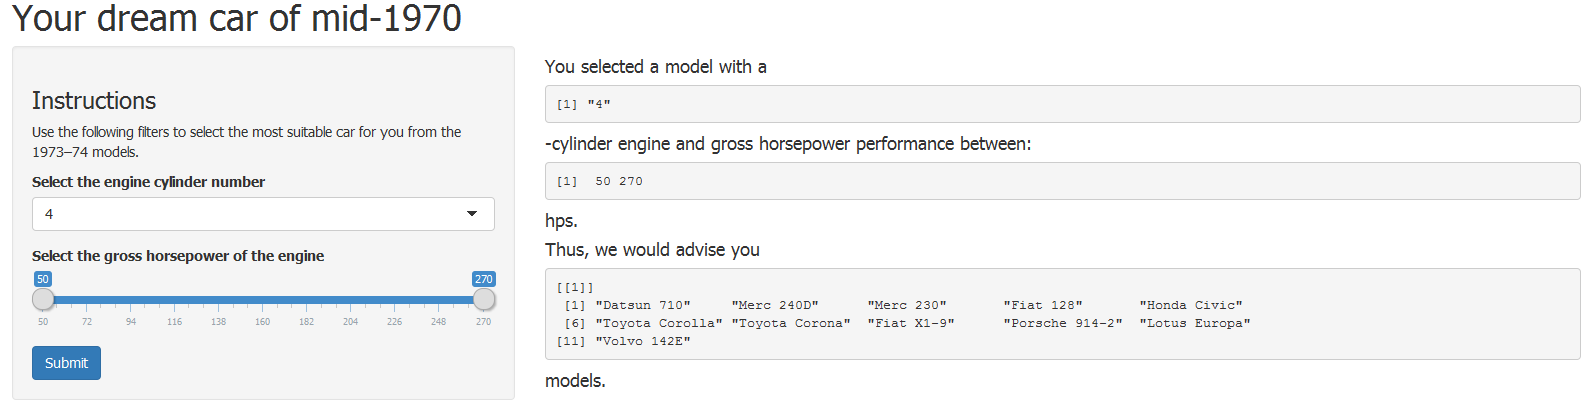 Your dream car of mid-1970
Instructions
Use the following filters to select the most suitable car for you from the
1973–74 models.
Select the engine cylinder number
4
Select the gross horsepower of the engine
50 270
50 72 94 116 138 160 182 204 226 248 270
Submit
You selected a model with a
[1] "4"
-cylinder engine and gross horsepower performance between:
[1]  50 270
hps.
Thus, we would advise you
[[1]]
[1] "Datsun 710" "Merc 240D" "Merc 230" "Fiat 128" "Honda Civic"
[6] "Toyota Corolla" "Toyota Corona" "Fiat X1-9" "Porsche 914-2" "Lotus Europa"
[11] "Volvo 142E"
models.